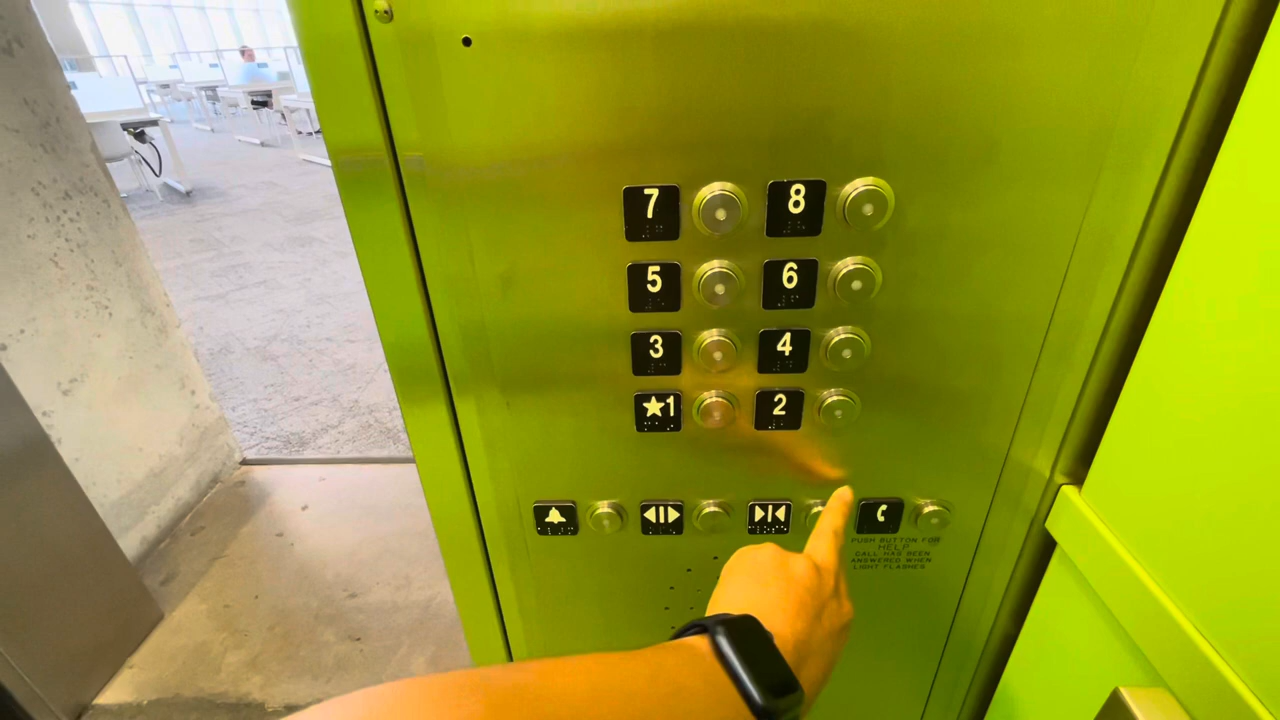 7 8
5 6
3 4
★1 2
PUSH BUTTON FOR
HELP
CALL HAS BEEN
ANSWERED WHEN
LIGHT FLASHES